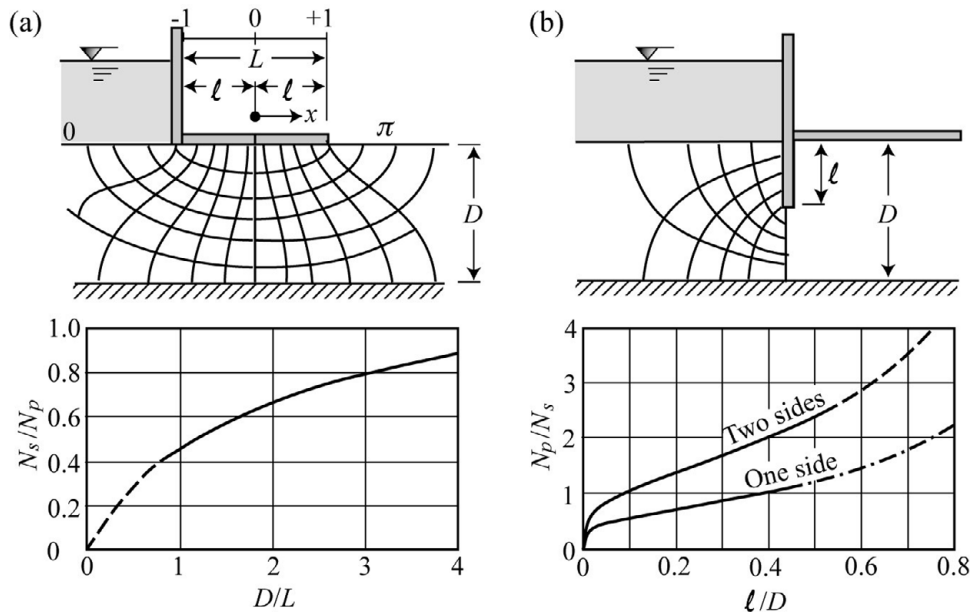 (a)
-1 0 +1
L
ℓ ℓ
x
0 π
D
1.0
0.8
0.6
0.4
0.2
0
Ns/Np
0 1 2 3 4
D/L
(b)
ℓ
D
4
3
2
1
0
Np/Ns
Two sides
One side
0 0.2 0.4 0.6 0.8
ℓ/D